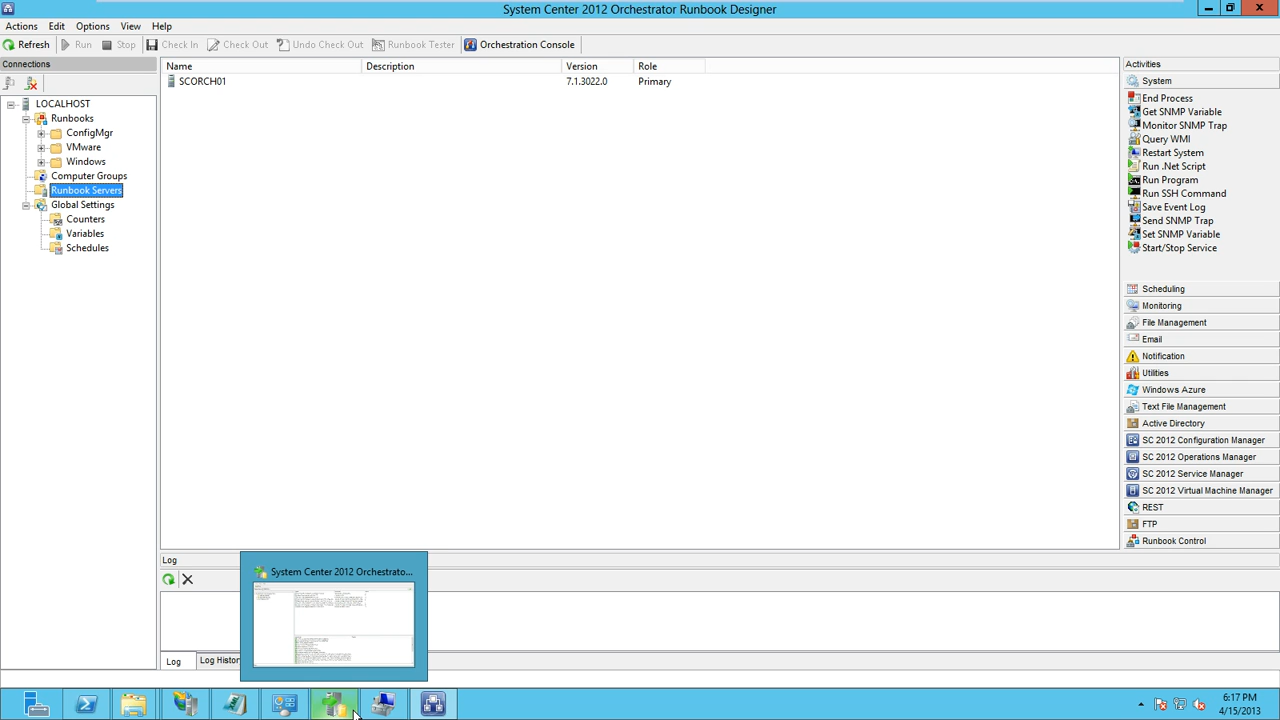 System Center 2012 Orchestrator Runbook Designer
Actions Edit Options View Help
Refresh Run Stop Check In Check Out Undo Check Out Runbook Tester Orchestration Console
Connections
LOCALHOST
Runbooks
ConfigMgr
VMware
Windows
Computer Groups
Runbook Servers
Global Settings
Counters
Variables
Schedules
Name Description Version Role
SCORCH01 7.1.3022.0 Primary
Activities
System
End Process
Get SNMP Variable
Monitor SNMP Trap
Query WMI
Restart System
Run .Net Script
Run Program
Run SSH Command
Save Event Log
Send SNMP Trap
Set SNMP Variable
Start/Stop Service
Scheduling
Monitoring
File Management
Email
Notification
Utilities
Windows Azure
Text File Management
Active Directory
SC 2012 Configuration Manager
SC 2012 Operations Manager
SC 2012 Service Manager
SC 2012 Virtual Machine Manager
REST
FTP
Runbook Control
Log
System Center 2012 Orchestrato...
Log Log Histor
6:17 PM
4/15/2013